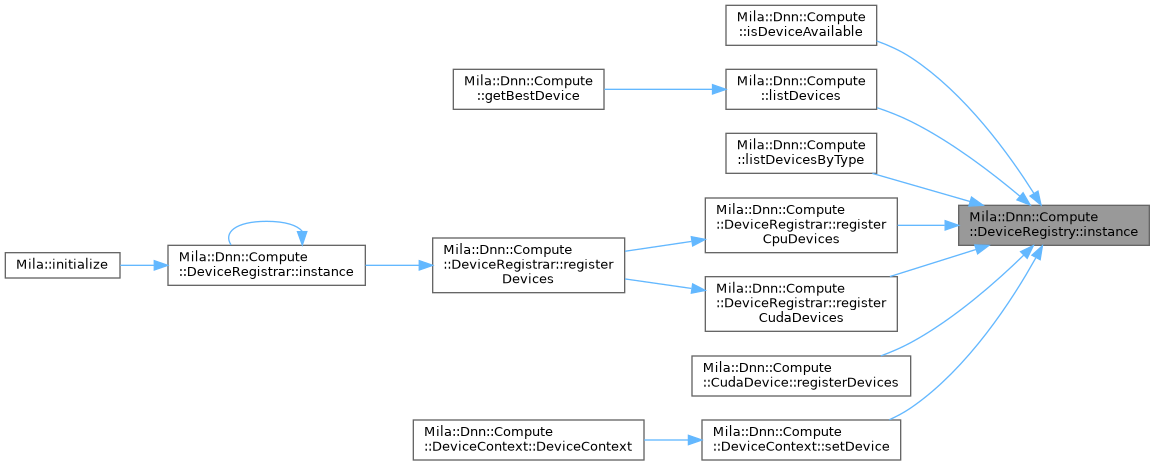 Mila::Dnn::Compute
::isDeviceAvailable
Mila::Dnn::Compute
::getBestDevice
Mila::Dnn::Compute
::listDevices
Mila::Dnn::Compute
::listDevicesByType
Mila::Dnn::Compute
::DeviceRegistrar::register
CpuDevices
Mila::Dnn::Compute
::DeviceRegistry::instance
Mila::initialize
Mila::Dnn::Compute
::DeviceRegistrar::instance
Mila::Dnn::Compute
::DeviceRegistrar::register
Devices
Mila::Dnn::Compute
::DeviceRegistrar::register
CudaDevices
Mila::Dnn::Compute
::CudaDevice::registerDevices
Mila::Dnn::Compute
::DeviceContext::DeviceContext
Mila::Dnn::Compute
::DeviceContext::setDevice